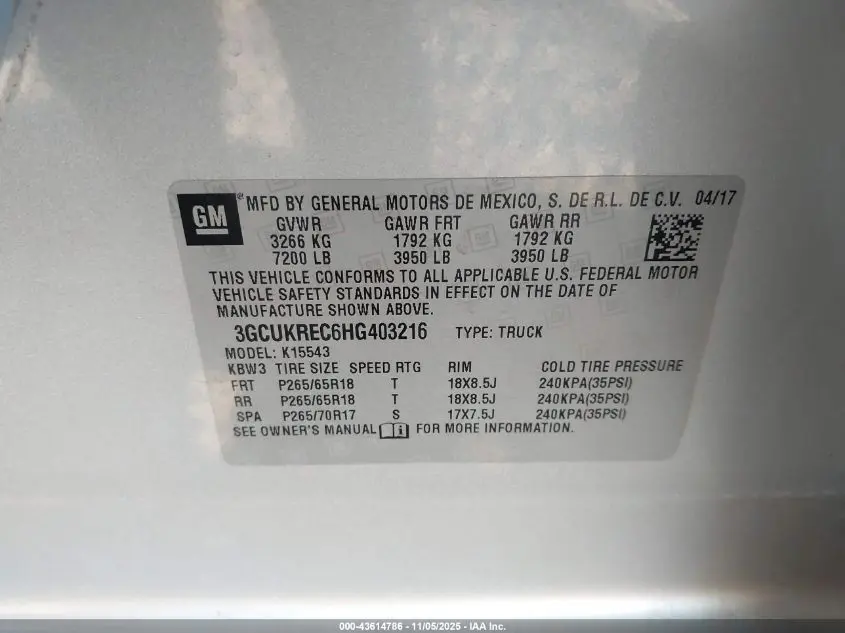 GM ® MFD BY GENERAL MOTORS DE MEXICO, S. DE R.L. DE C.V. 04/17
GVWR GAWR FRT GAWR RR
3266 KG 1792 KG 1792 KG
7200 LB 3950 LB 3950 LB
THIS VEHICLE CONFORMS TO ALL APPLICABLE U.S. FEDERAL MOTOR
VEHICLE SAFETY STANDARDS IN EFFECT ON THE DATE OF
MANUFACTURE SHOWN ABOVE.
3GCUKREC6HG403216 TYPE: TRUCK
MODEL: K15543
KBW3 TIRE SIZE SPEED RTG RIM COLD TIRE PRESSURE
FRT P265/65R18 T 18X8.5J 240KPA(35PSI)
RR P265/65R18 T 18X8.5J 240KPA(35PSI)
SPA P265/70R17 S 17X7.5J 240KPA(35PSI)
SEE OWNER'S MANUAL i FOR MORE INFORMATION.
000-43614786 - 11/05/2025 - IAA Inc.